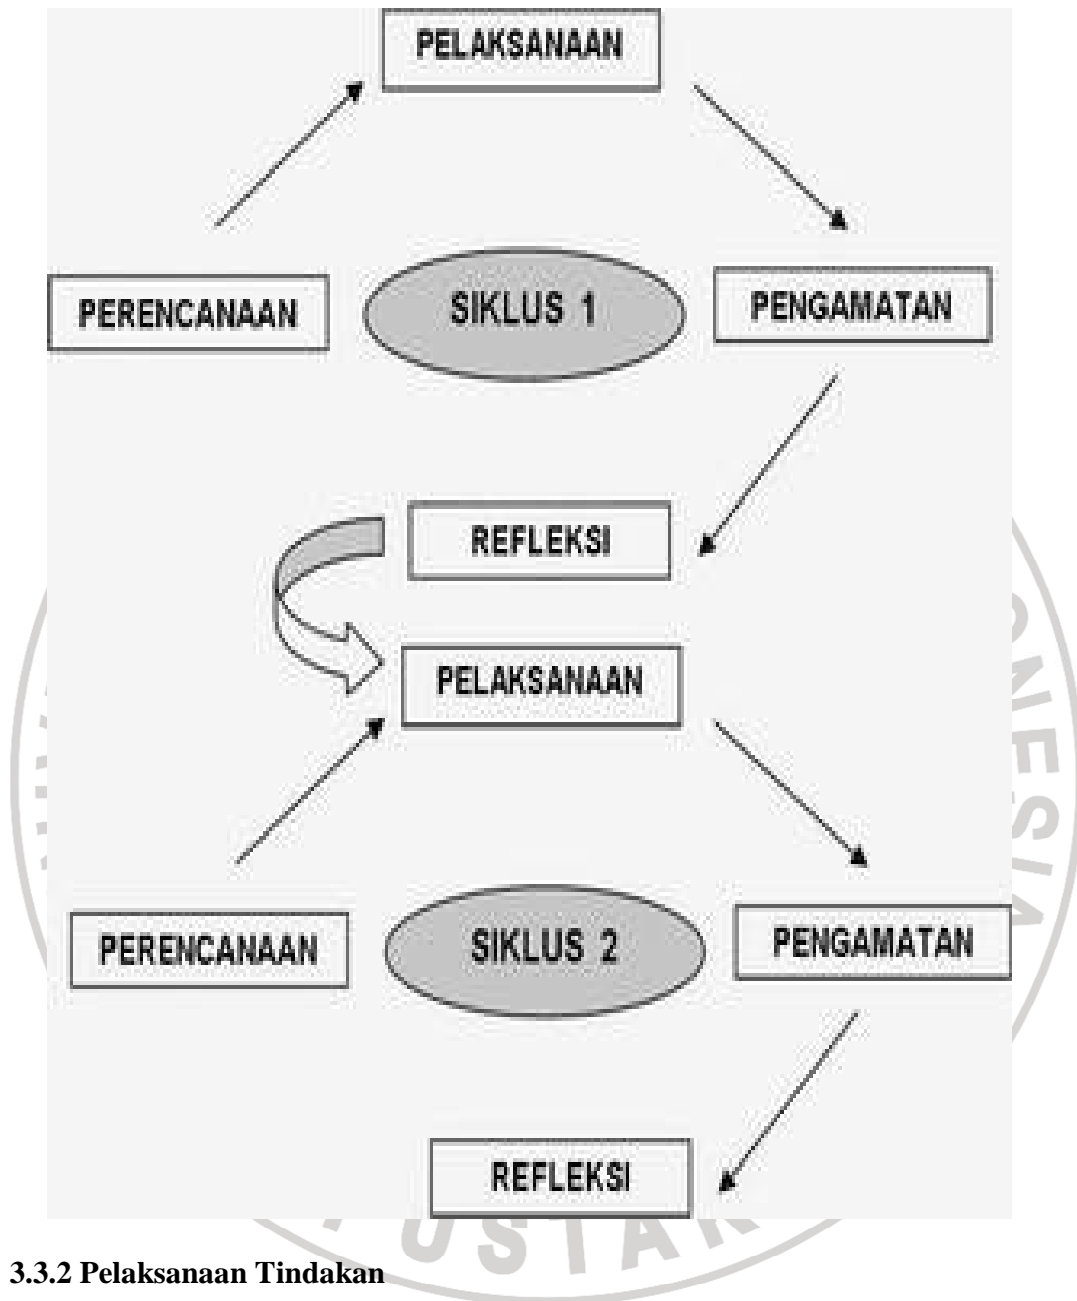 PELAKSANAAN
PERENCANAAN
SIKLUS 1
PENGAMATAN
REFLEKSI
PELAKSANAAN
PERENCANAAN
SIKLUS 2
PENGAMATAN
REFLEKSI
3.3.2 Pelaksanaan Tindakan